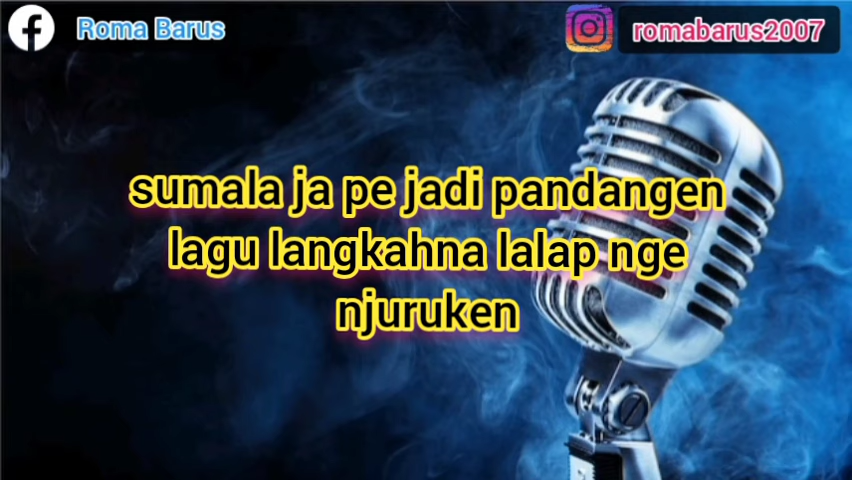 Roma Barus
romabarus2007
sumala ja pe jadi pandangen
lagu langkahna lalap nge
njuruken